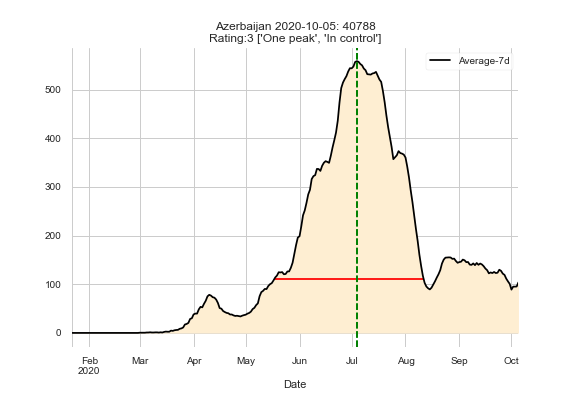 Azerbaijan 2020-10-05: 40788
Rating:3 ['One peak', 'In control']
Average-7d
500
400
300
200
100
0
Feb Mar Apr May Jun Jul Aug Sep Oct
2020
Date